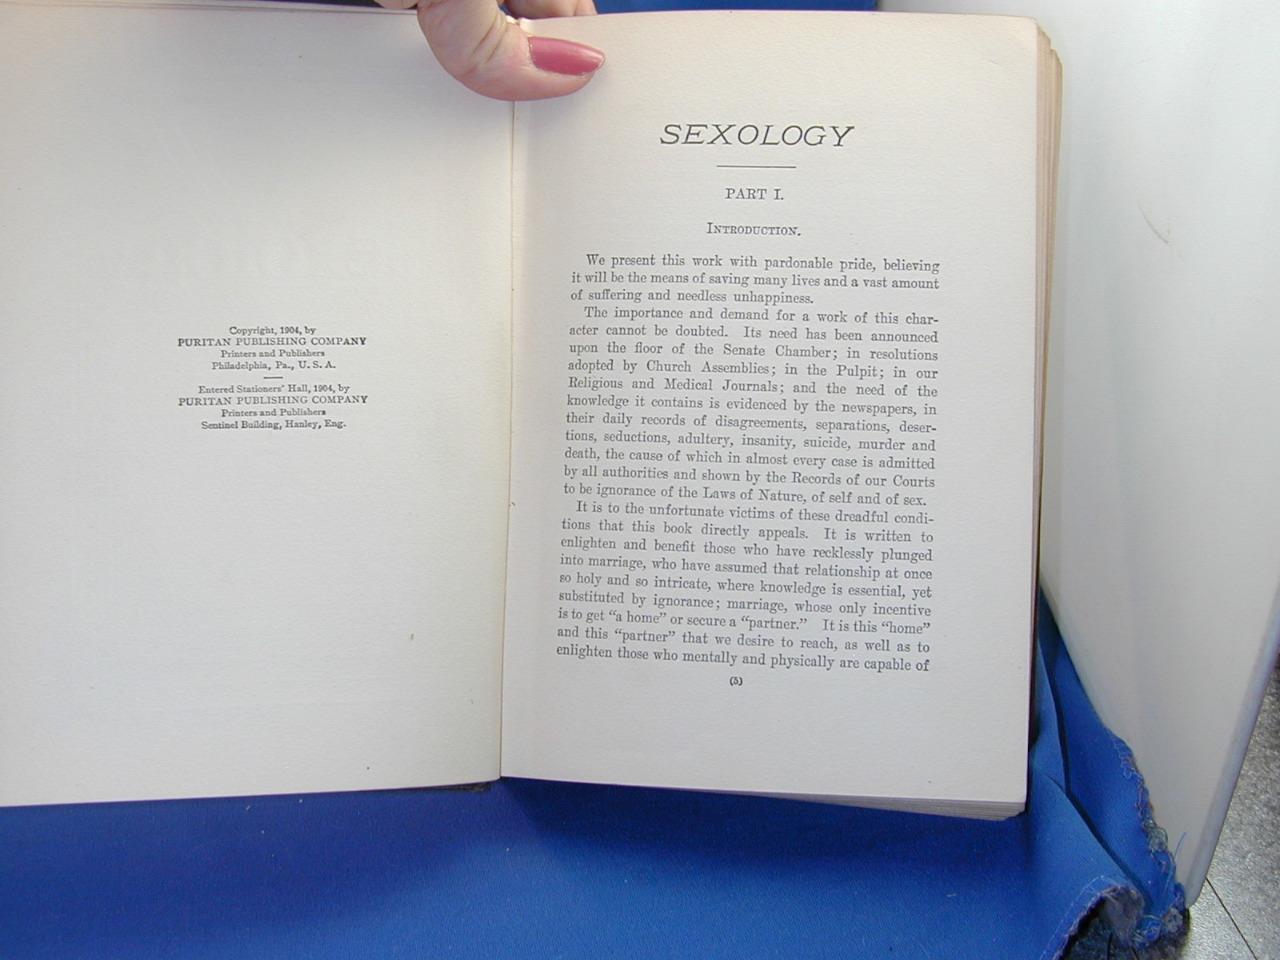 Copyright, 1904, by
PURITAN PUBLISHING COMPANY
Printers and Publishers
Philadelphia, Pa., U. S. A.
Entered Stationers' Hall, 1904, by
PURITAN PUBLISHING COMPANY
Printers and Publishers
Sentinel Building, Hanley, Eng.
SEXOLOGY
PART I.
INTRODUCTION.
We present this work with pardonable pride, believing
it will be the means of saving many lives and a vast amount
of suffering and needless unhappiness.
The importance and demand for a work of this char-
acter cannot be doubted. Its need has been announced
upon the floor of the Senate Chamber; in resolutions
adopted by Church Assemblies; in the Pulpit; in our
Religious and Medical Journals; and the need of the
knowledge it contains is evidenced by the newspapers, in
their daily records of disagreements, separations, deser-
tions, seductions, adultery, insanity, suicide, murder and
death, the cause of which in almost every case is admitted
by all authorities and shown by the Records of our Courts
to be ignorance of the Laws of Nature, of self and of sex.
It is to the unfortunate victims of these dreadful condi-
tions that this book directly appeals. It is written to
enlighten and benefit those who have recklessly plunged
into marriage, who have assumed that relationship at once
so holy and so intricate, where knowledge is essential, yet
substituted by ignorance; marriage, whose only incentive
is to get "a home" or secure a "partner." It is this "home"
and this "partner" that we desire to reach, as well as to
enlighten those who mentally and physically are capable of
(5)